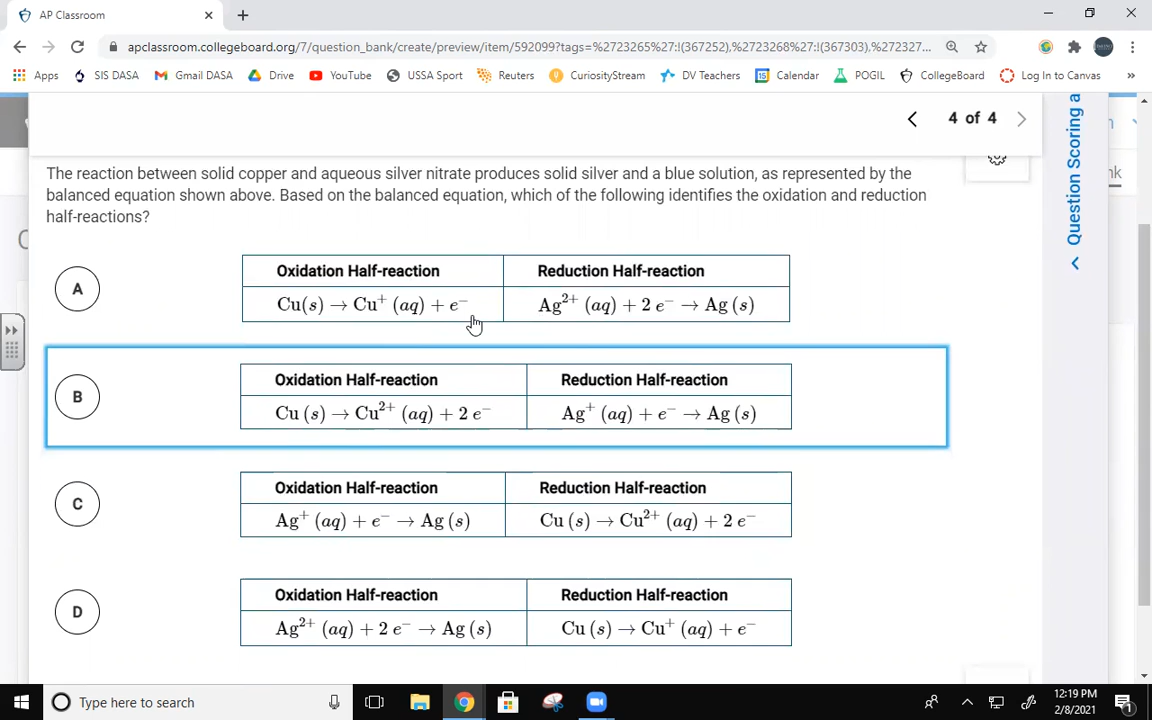 AP Classroom
apclassroom.collegeboard.org/7/question_bank/create/preview/item/592099?tags=%2723265%27:!(367252),%2723268%27:!(367303),%272327...
Apps SIS DASA Gmail DASA Drive YouTube USSA Sport Reuters CuriosityStream DV Teachers Calendar POGIL CollegeBoard Log In to Canvas »
4 of 4
The reaction between solid copper and aqueous silver nitrate produces solid silver and a blue solution, as represented by the
balanced equation shown above. Based on the balanced equation, which of the following identifies the oxidation and reduction
half-reactions?
A
Oxidation Half-reaction Reduction Half-reaction
Cu(s) → Cu⁺ (aq) + e⁻ Ag²⁺ (aq) + 2 e⁻ → Ag (s)
B
Oxidation Half-reaction Reduction Half-reaction
Cu (s) → Cu²⁺ (aq) + 2 e⁻ Ag⁺ (aq) + e⁻ → Ag (s)
C
Oxidation Half-reaction Reduction Half-reaction
Ag⁺ (aq) + e⁻ → Ag (s) Cu (s) → Cu²⁺ (aq) + 2 e⁻
D
Oxidation Half-reaction Reduction Half-reaction
Ag²⁺ (aq) + 2 e⁻ → Ag (s) Cu (s) → Cu⁺ (aq) + e⁻
Question Scoring a
Type here to search
12:19 PM
2/8/2021
1